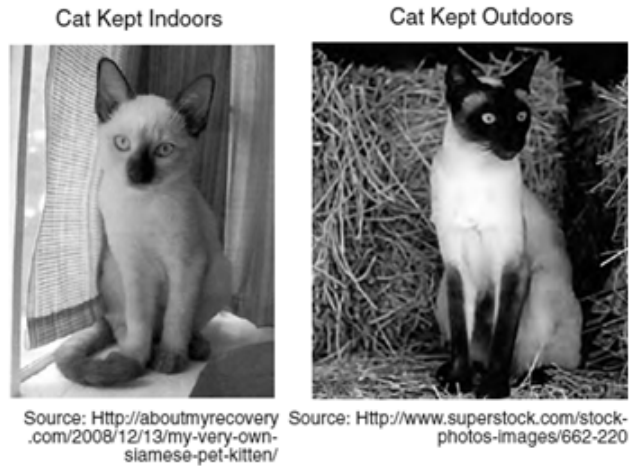 Cat Kept Indoors
Cat Kept Outdoors
Source: Http://aboutmyrecovery
.com/2008/12/13/my-very-own-
siamese-pet-kitten/
Source: Http://www.superstock.com/stock-
photos-images/662-220